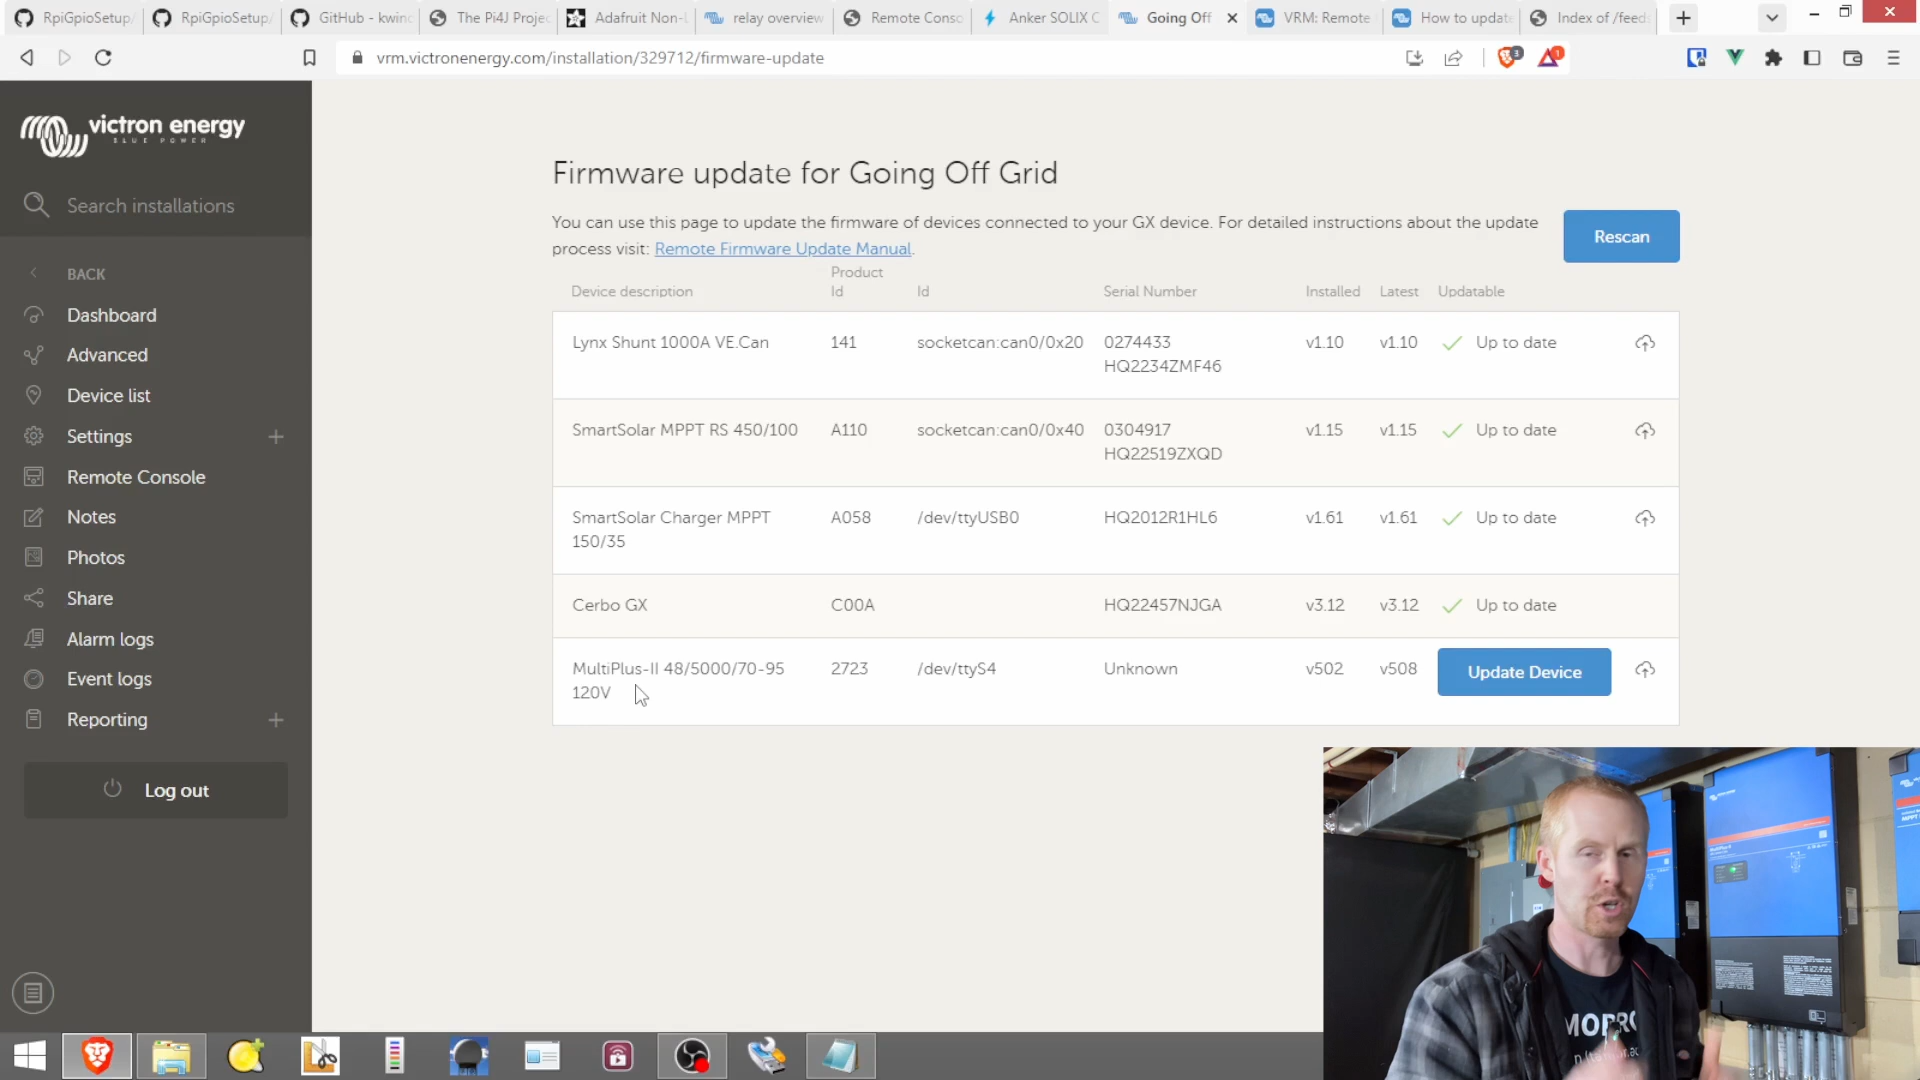 RpiGpioSetup/
RpiGpioSetup/
GitHub - kwinc
The Pi4J Projec
Adafruit Non-L
relay overview
Remote Conso
Anker SOLIX C
Going Off
VRM: Remote
How to update
Index of /feeds
vrm.victronenergy.com/installation/329712/firmware-update
3
1
victron energy
BLUE POWER
Search installations
BACK
Dashboard
Advanced
Device list
Settings
Remote Console
Notes
Photos
Share
Alarm logs
Event logs
Reporting
Log out
Firmware update for Going Off Grid
You can use this page to update the firmware of devices connected to your GX device. For detailed instructions about the update
process visit: Remote Firmware Update Manual.
Rescan
Device description Product Id Id Serial Number Installed Latest Updatable
Lynx Shunt 1000A VE.Can 141 socketcan:can0/0x20 0274433 v1.10 v1.10 Up to date
HQ2234ZMF46
SmartSolar MPPT RS 450/100 A110 socketcan:can0/0x40 0304917 v1.15 v1.15 Up to date
HQ22519ZXQD
SmartSolar Charger MPPT A058 /dev/ttyUSB0 HQ2012R1HL6 v1.61 v1.61 Up to date
150/35
Cerbo GX C00A HQ22457NJGA v3.12 v3.12 Up to date
MultiPlus-II 48/5000/70-95 2723 /dev/ttyS4 Unknown v502 v508 Update Device
120V